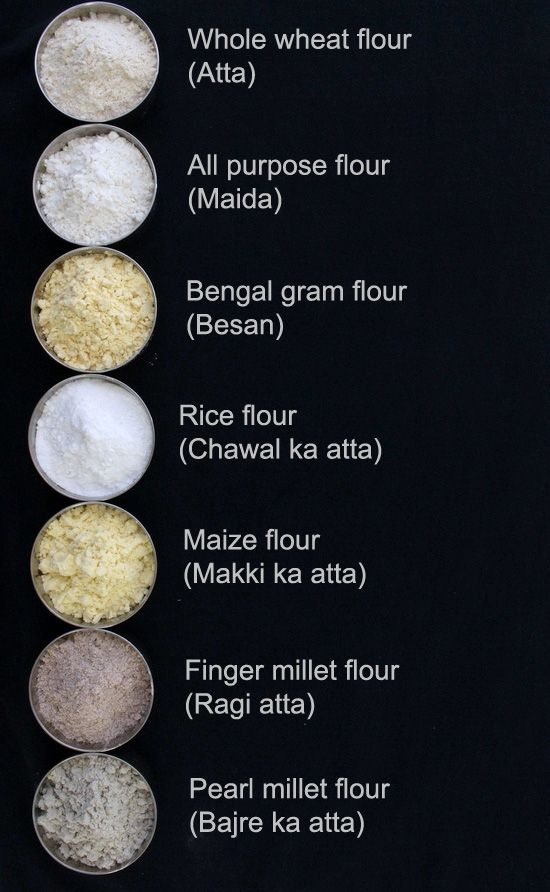 Whole wheat flour
(Atta)
All purpose flour
(Maida)
Bengal gram flour
(Besan)
Rice flour
(Chawal ka atta)
Maize flour
(Makki ka atta)
Finger millet flour
(Ragi atta)
Pearl millet flour
(Bajre ka atta)